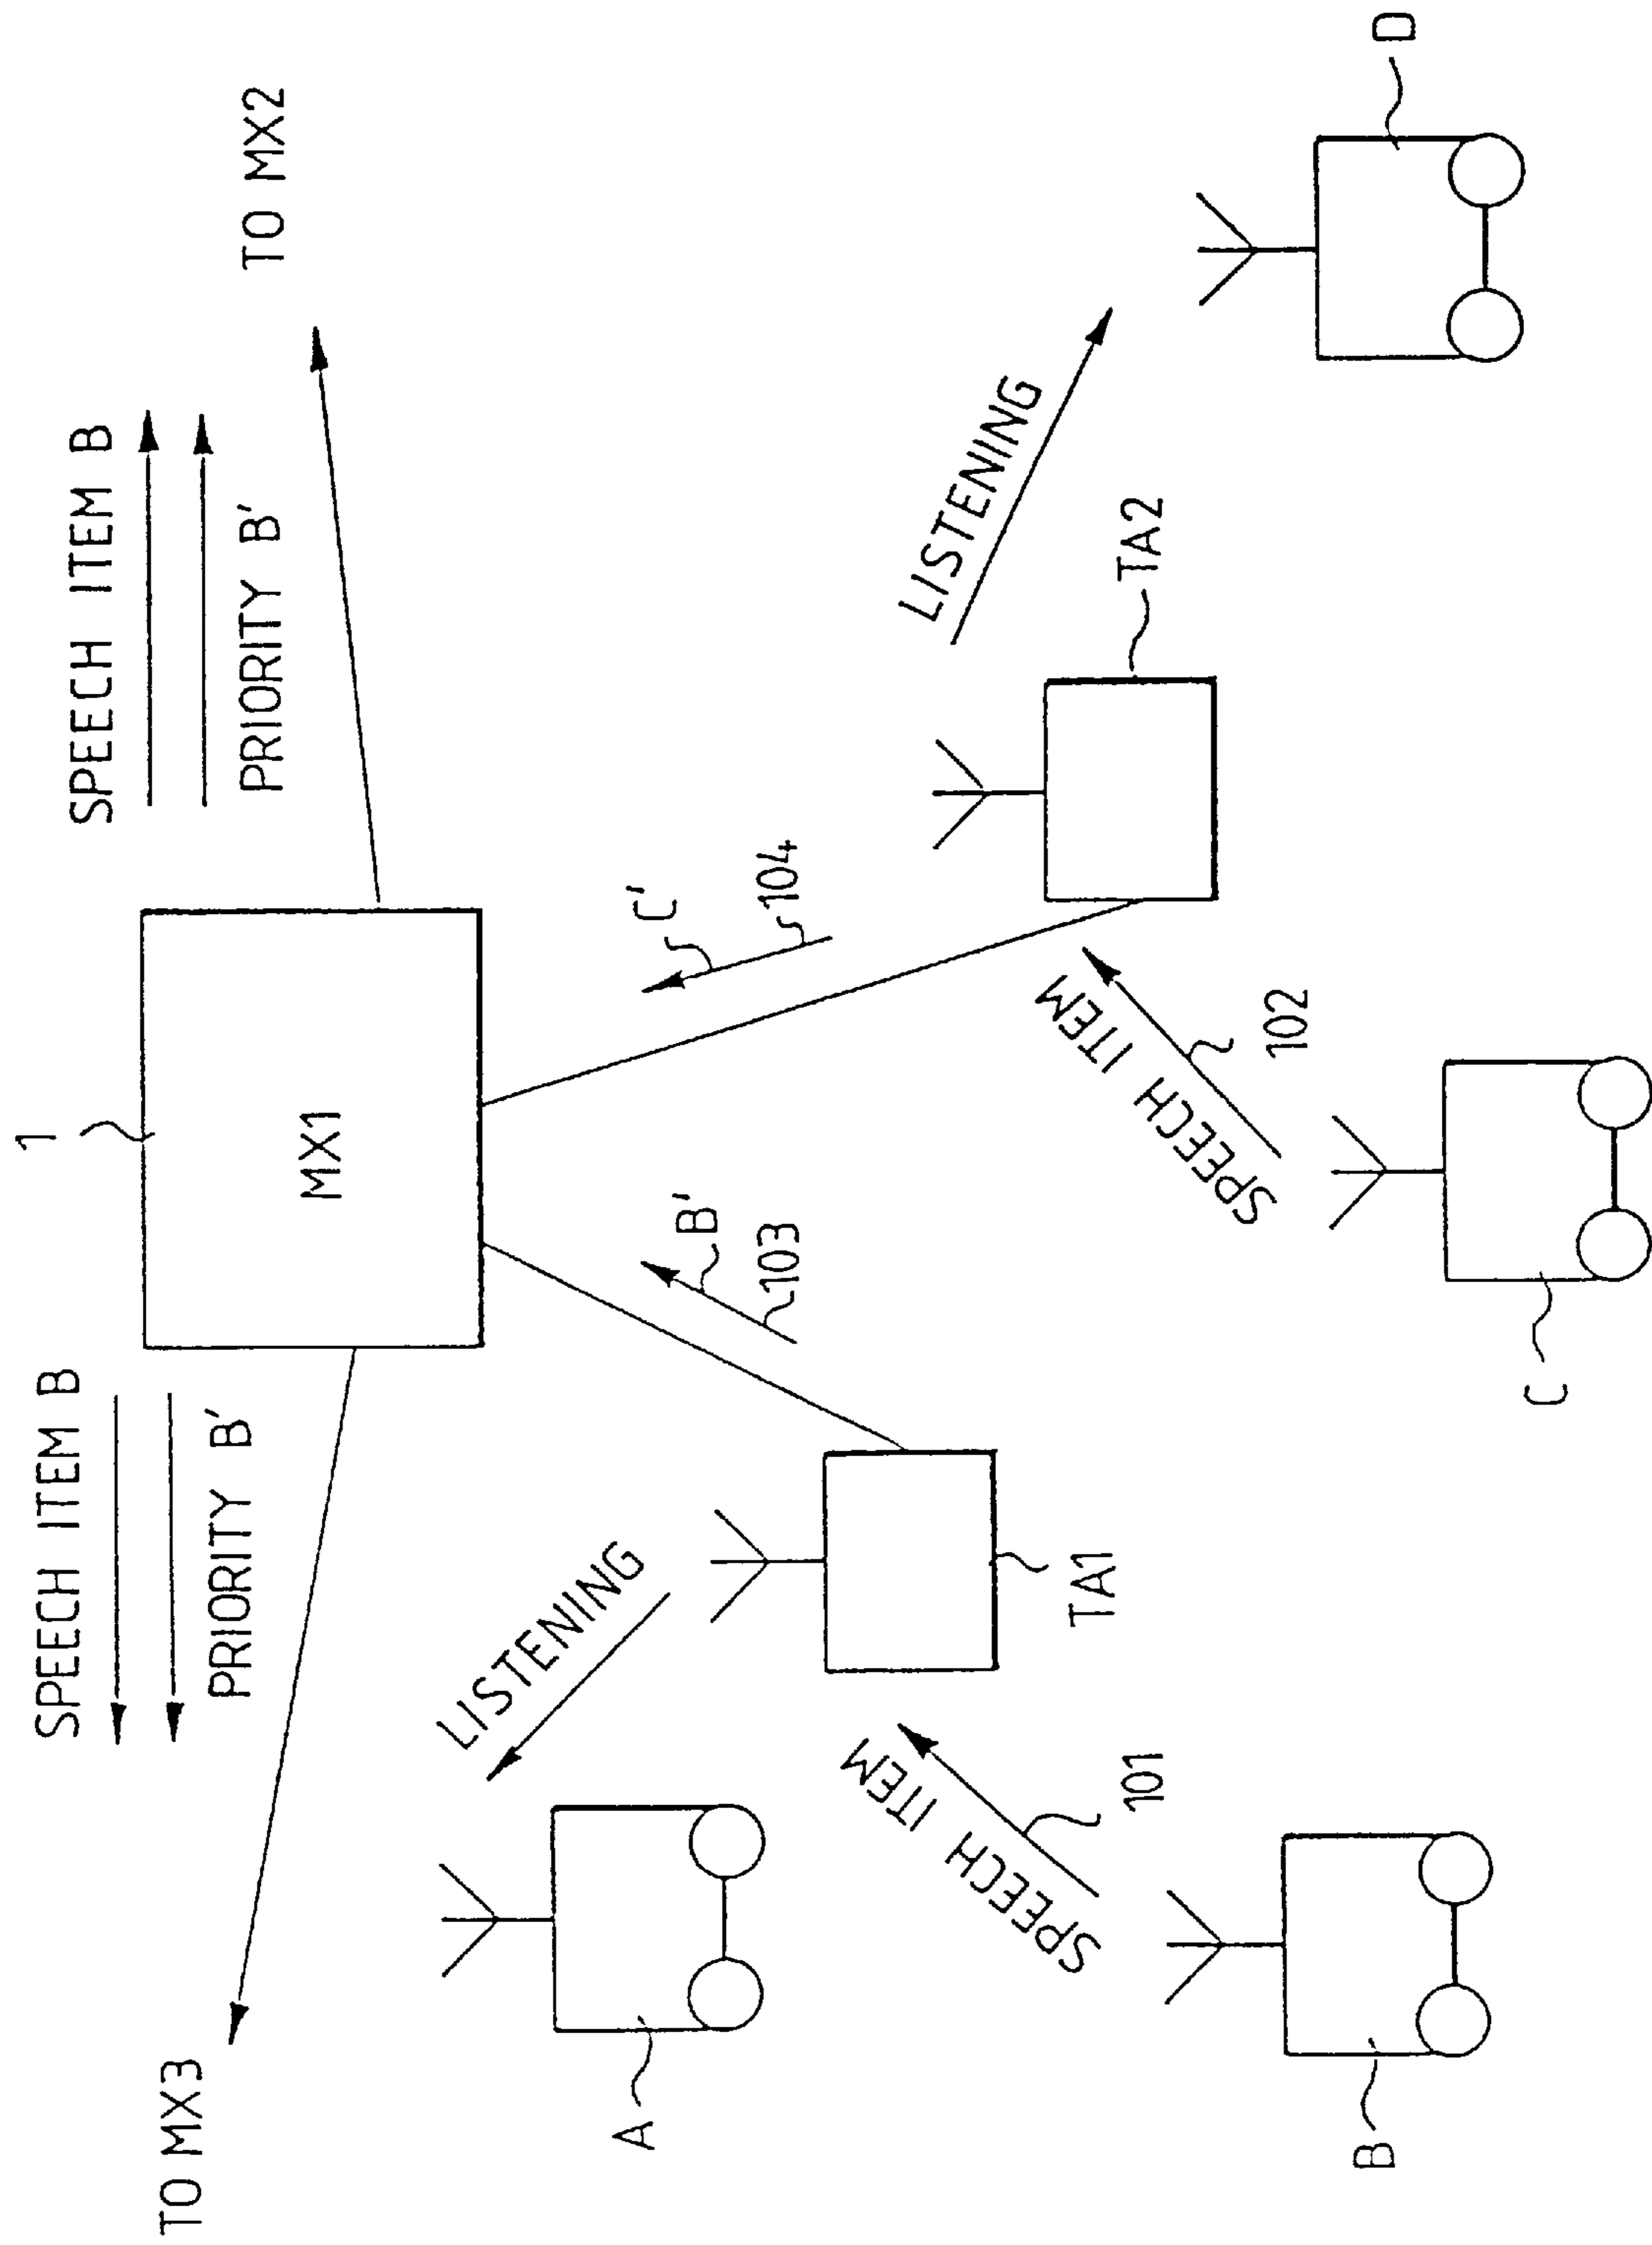 SPEECH ITEM B
PRIORITY B'
TO MX3
1
MX1
SPEECH ITEM B
PRIORITY B'
TO MX2
A
LISTENING
B'
103
C'
104
TA1
TA2
LISTENING
D
SPEECH ITEM
101
B
SPEECH ITEM
102
C